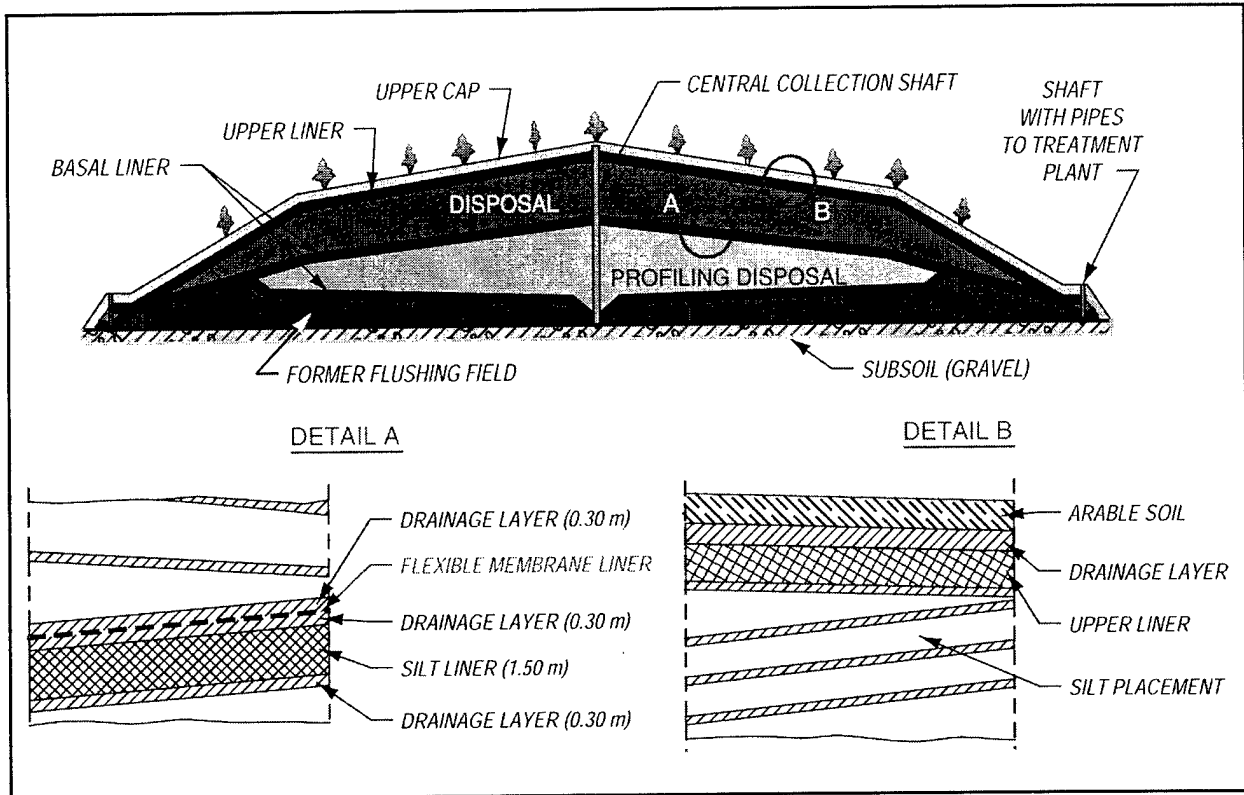 UPPER CAP
CENTRAL COLLECTION SHAFT
SHAFT
WITH PIPES
TO TREATMENT
PLANT
UPPER LINER
BASAL LINER
DISPOSAL
A
B
PROFILING DISPOSAL
FORMER FLUSHING FIELD
SUBSOIL (GRAVEL)
DETAIL A
DRAINAGE LAYER (0.30 m)
FLEXIBLE MEMBRANE LINER
DRAINAGE LAYER (0.30 m)
SILT LINER (1.50 m)
DRAINAGE LAYER (0.30 m)
DETAIL B
ARABLE SOIL
DRAINAGE LAYER
UPPER LINER
SILT PLACEMENT